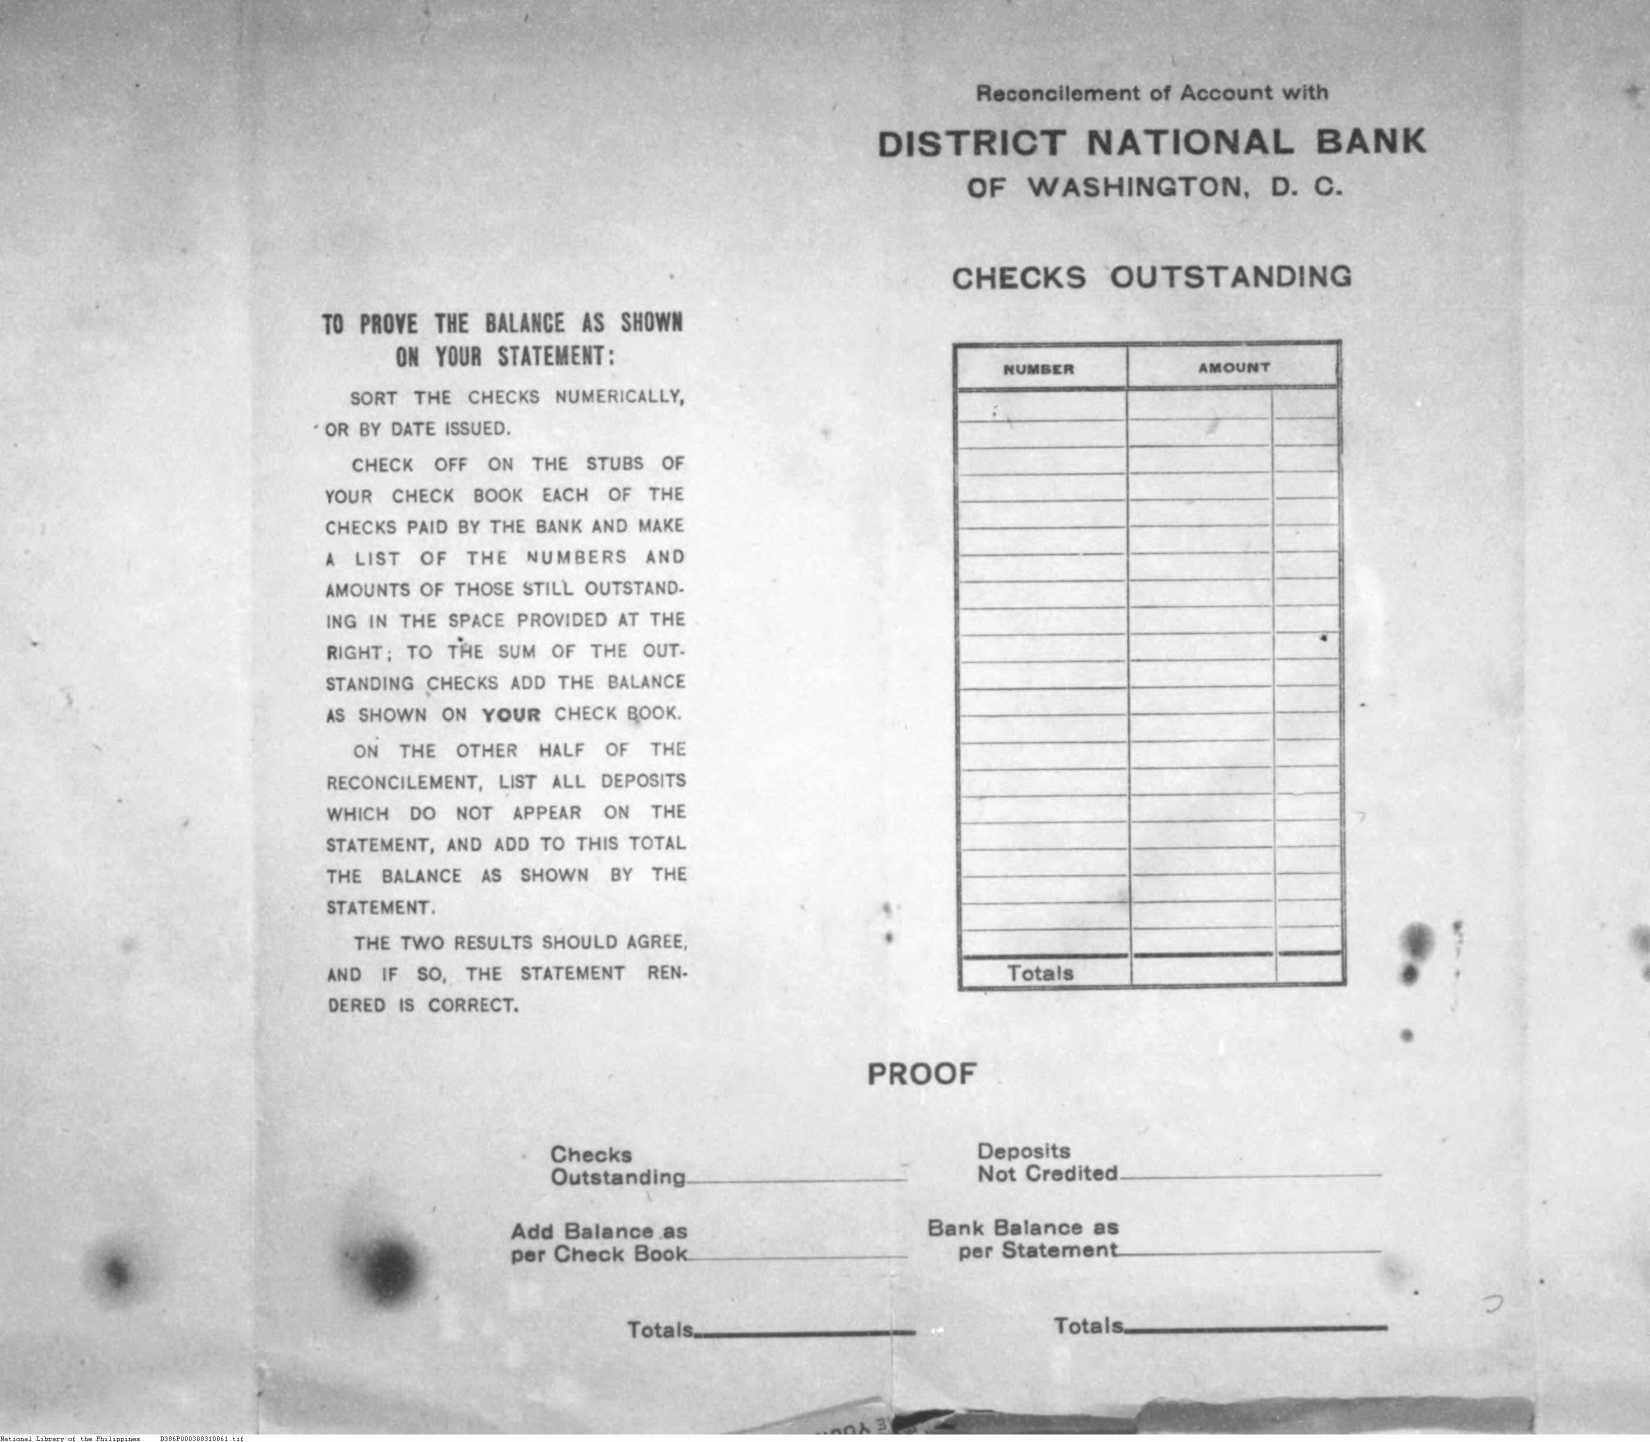 Reconcilement of Account with
DISTRICT NATIONAL BANK
OF WASHINGTON, D. C.
CHECKS OUTSTANDING
TO PROVE THE BALANCE AS SHOWN
ON YOUR STATEMENT:
SORT THE CHECKS NUMERICALLY,
OR BY DATE ISSUED.
CHECK OFF ON THE STUBS OF
YOUR CHECK BOOK EACH OF THE
CHECKS PAID BY THE BANK AND MAKE
A LIST OF THE NUMBERS AND
AMOUNTS OF THOSE STILL OUTSTAND-
ING IN THE SPACE PROVIDED AT THE
RIGHT; TO THE SUM OF THE OUT-
STANDING CHECKS ADD THE BALANCE
AS SHOWN ON YOUR CHECK BOOK.
ON THE OTHER HALF OF THE
RECONCILEMENT, LIST ALL DEPOSITS
WHICH DO NOT APPEAR ON THE
STATEMENT, AND ADD TO THIS TOTAL
THE BALANCE AS SHOWN BY THE
STATEMENT.
THE TWO RESULTS SHOULD AGREE,
AND IF SO, THE STATEMENT REN-
DERED IS CORRECT.
NUMBER AMOUNT
Totals
PROOF
Checks
Outstanding
Add Balance as
per Check Book
Totals
Deposits
Not Credited
Bank Balance as
per Statement
Totals
National Library of the Philippines D386P000300310061.tif